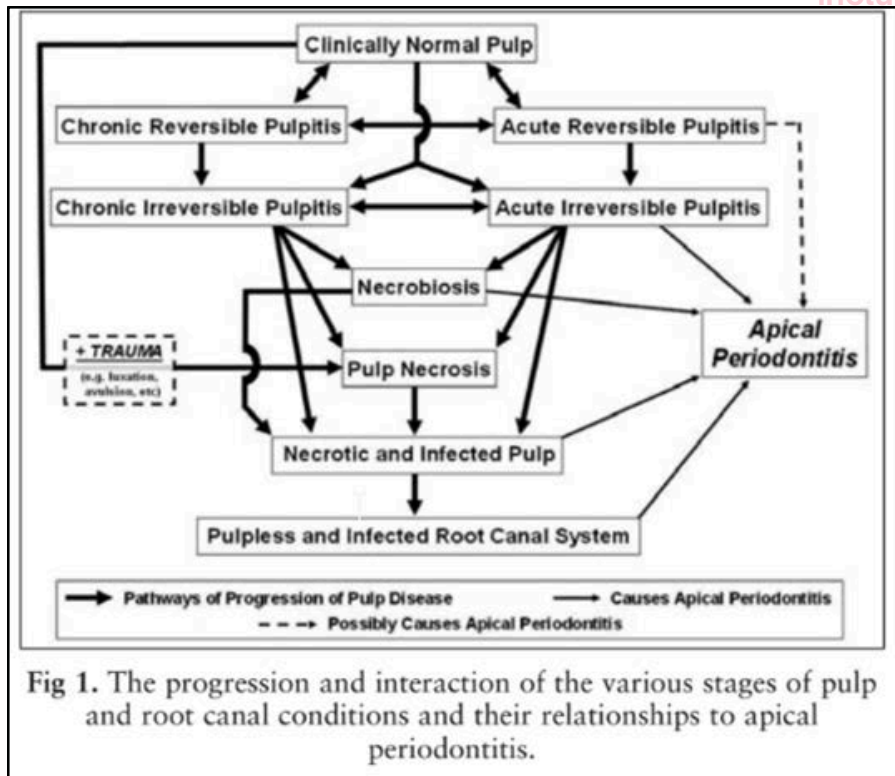 Clinically Normal Pulp
Chronic Reversible Pulpitis
Acute Reversible Pulpitis
Chronic Irreversible Pulpitis
Acute Irreversible Pulpitis
Necrobiosis
Apical
Periodontitis
+ TRAUMA
(e.g. luxation,
avulsion, etc)
Pulp Necrosis
Necrotic and Infected Pulp
Pulpless and Infected Root Canal System
Pathways of Progression of Pulp Disease
Causes Apical Periodontitis
Possibly Causes Apical Periodontitis
Fig 1. The progression and interaction of the various stages of pulp
and root canal conditions and their relationships to apical
periodontitis.